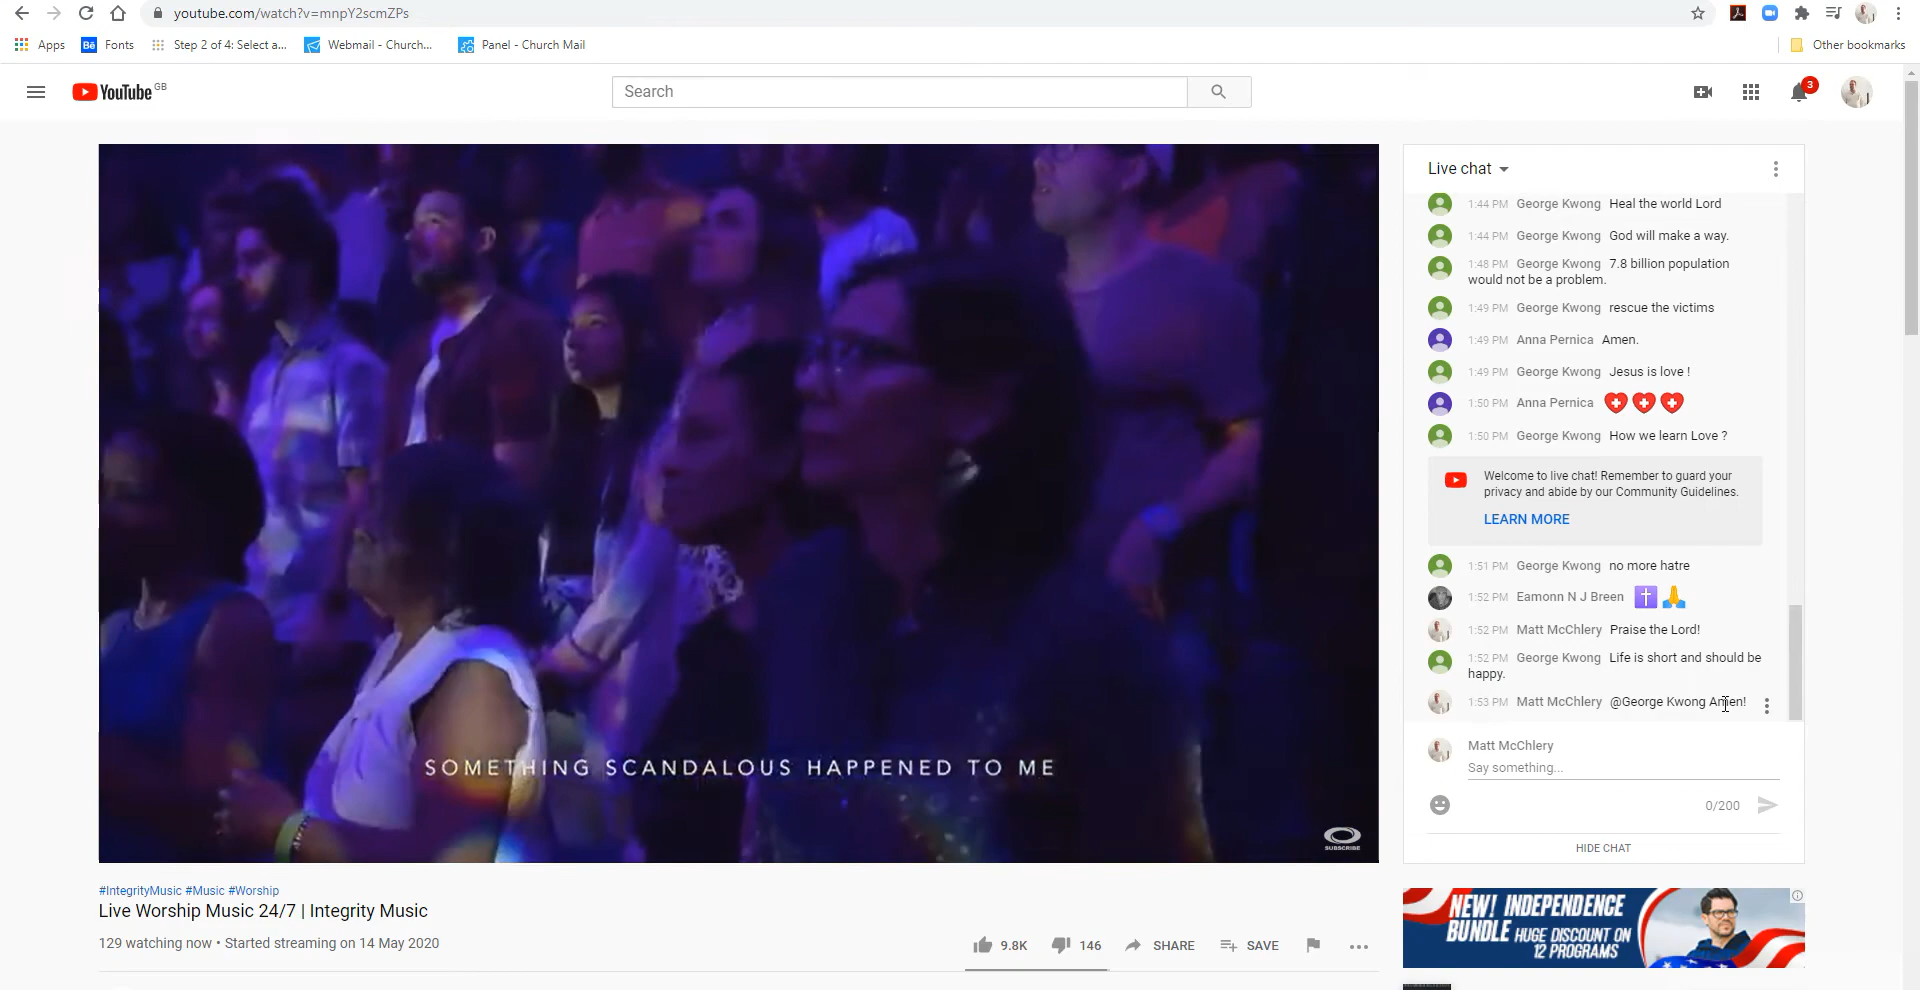 youtube.com/watch?v=mnpY2scmZPs
Apps Fonts Step 2 of 4: Select a... Webmail - Church... Panel - Church Mail Other bookmarks
YouTube GB Search 3
Live chat
1:44 PM George Kwong Heal the world Lord
1:44 PM George Kwong God will make a way.
1:48 PM George Kwong 7.8 billion population
would not be a problem.
1:49 PM George Kwong rescue the victims
1:49 PM Anna Pernica Amen.
1:49 PM George Kwong Jesus is love !
1:50 PM Anna Pernica
1:50 PM George Kwong How we learn Love ?
Welcome to live chat! Remember to guard your
privacy and abide by our Community Guidelines.
LEARN MORE
1:51 PM George Kwong no more hatre
1:52 PM Eamonn N J Breen
1:52 PM Matt McChlery Praise the Lord!
1:52 PM George Kwong Life is short and should be
happy.
1:53 PM Matt McChlery @George Kwong Amen!
Matt McChlery
Say something...
0/200
HIDE CHAT
SOMETHING SCANDALOUS HAPPENED TO ME
SUBSCRIBE
#IntegrityMusic #Music #Worship
Live Worship Music 24/7 | Integrity Music
129 watching now • Started streaming on 14 May 2020
9.8K 146 SHARE SAVE
NEW! INDEPENDENCE
BUNDLE HUGE DISCOUNT ON
12 PROGRAMS